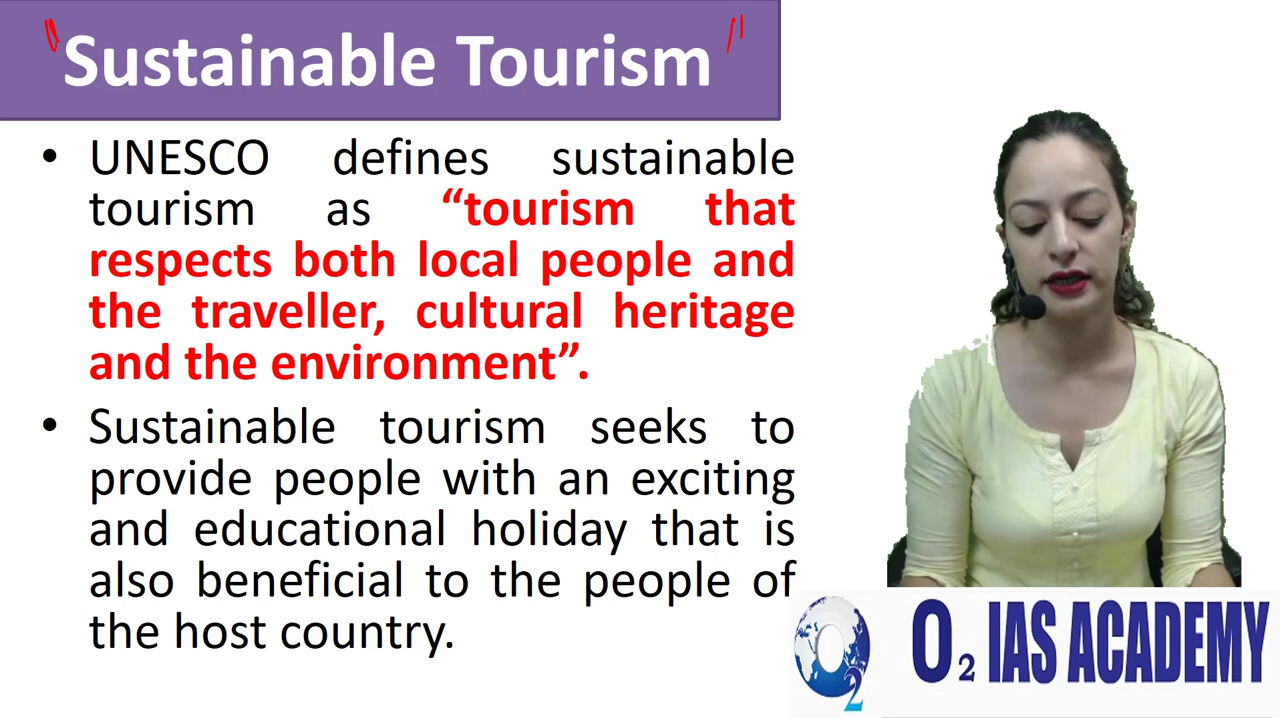 Sustainable Tourism
• UNESCO defines sustainable
tourism as “tourism that
respects both local people and
the traveller, cultural heritage
and the environment”.
• Sustainable tourism seeks to
provide people with an exciting
and educational holiday that is
also beneficial to the people of
the host country.
O2
O2 IAS ACADEMY